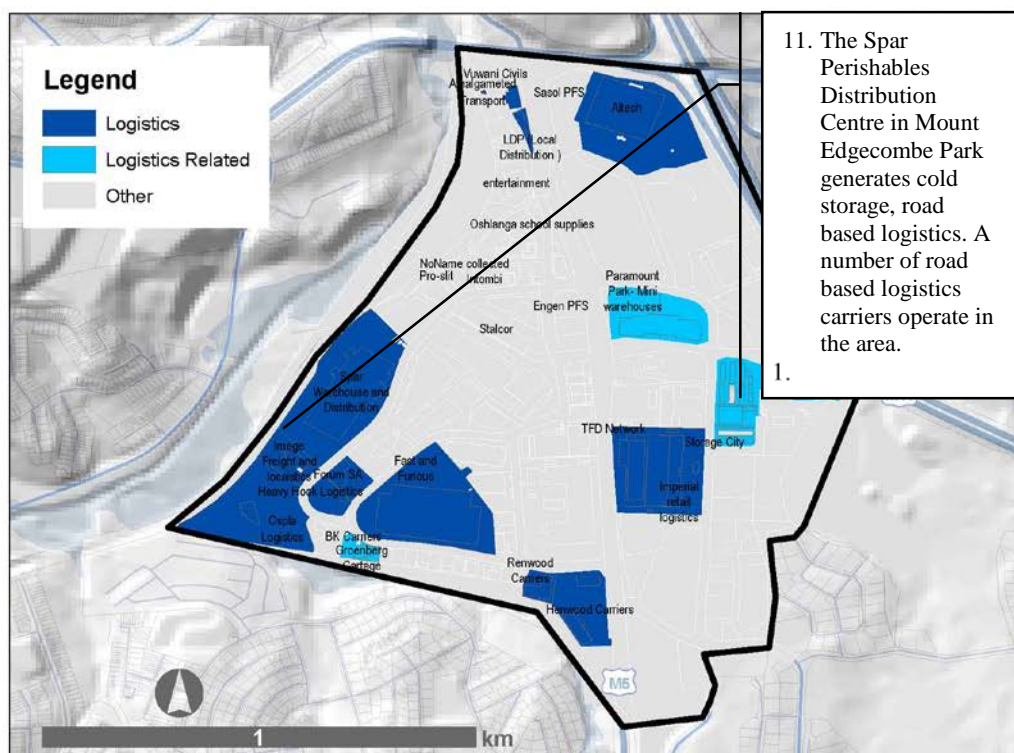 Legend
Logistics
Logistics Related
Other
Vuwani Civils
Amalgameted
Transport
Sasol PFS
Altech
LDP (Local
Distribution )
entertainment
Oshlanga school supplies
NoName collected
Pro-slit
Intombi
Paramount
Park- Mini
warehouses
Engen PFS
Stalcor
Spar
Warehouse and
Distribution
TFD Network
Storage City
Image
Freight and
Forum SA
Heavy Hook Logistics
Fast and
Furious
Imperial
retail
logistics
Logistics
BK Carriers
Groenberg
Cartage
Renwood
Carriers
Henwood Carriers
M5
1
km
11. The Spar
Perishables
Distribution
Centre in Mount
Edgecombe Park
generates cold
storage, road
based logistics. A
number of road
based logistics
carriers operate in
the area.
1.